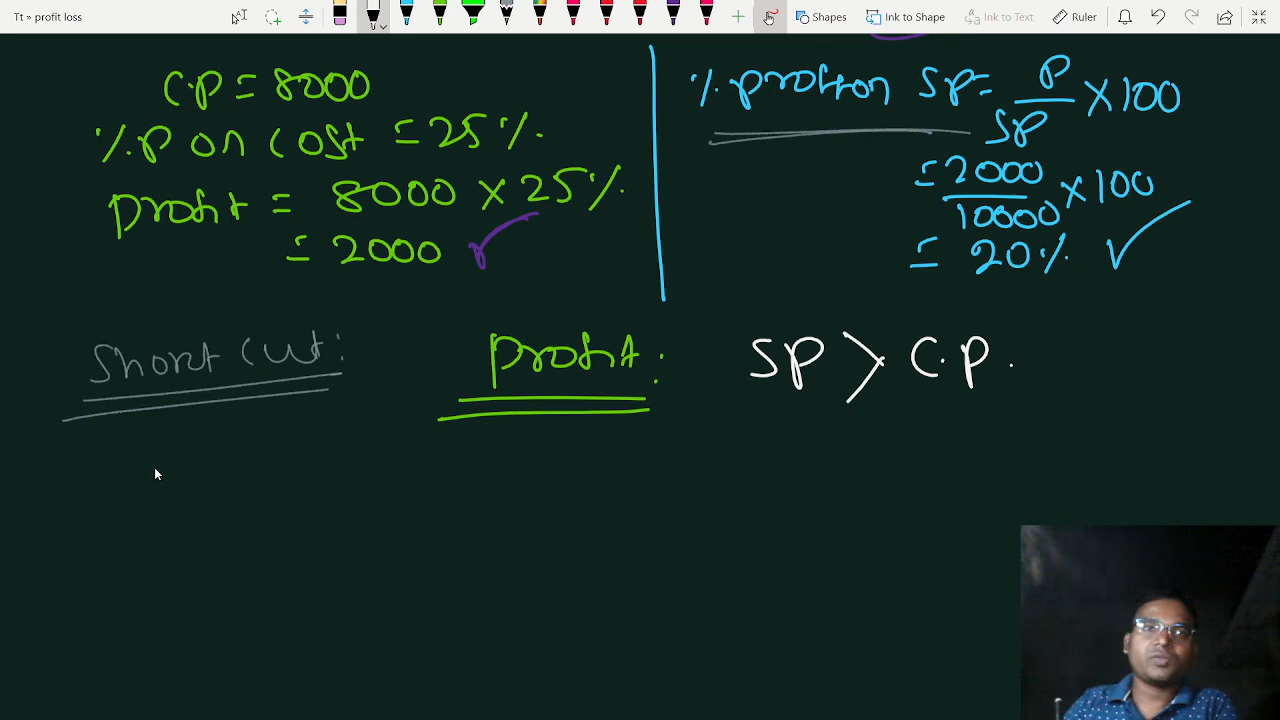 Tt » profit loss
Shapes
Ink to Shape
Ink to Text
Ruler
C.P = 8000
% P on Cost = 25 %
Profit = 8000 × 25 %
= 2000 ✓
% profit on SP = P/SP × 100
= 2000/10000 × 100
= 20 % ✓
Short Cut:
Profit:
SP > C.P.